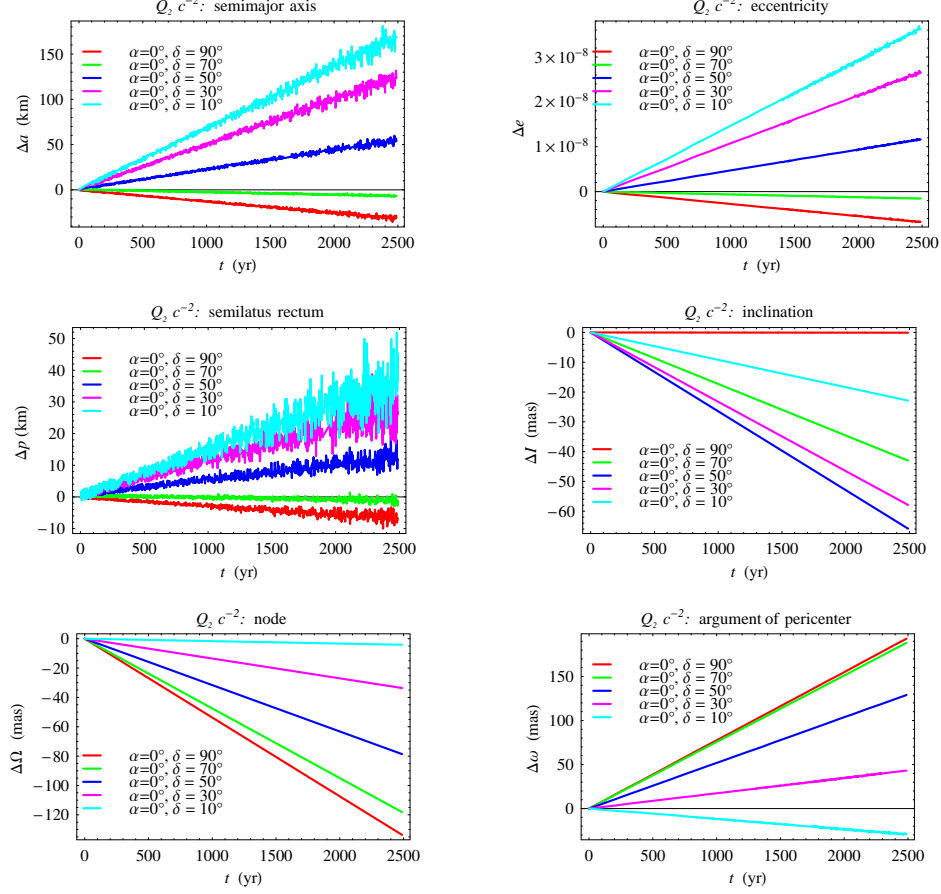 Q₂ c⁻²: semimajor axis
α=0°, δ = 90°
α=0°, δ = 70°
α=0°, δ = 50°
α=0°, δ = 30°
α=0°, δ = 10°
Δa (km)
150
100
50
0
0 500 1000 1500 2000 2500
t (yr)
Q₂ c⁻²: eccentricity
α=0°, δ = 90°
α=0°, δ = 70°
α=0°, δ = 50°
α=0°, δ = 30°
α=0°, δ = 10°
Δe
3×10⁻⁸
2×10⁻⁸
1×10⁻⁸
0
0 500 1000 1500 2000 2500
t (yr)
Q₂ c⁻²: semilatus rectum
α=0°, δ = 90°
α=0°, δ = 70°
α=0°, δ = 50°
α=0°, δ = 30°
α=0°, δ = 10°
Δp (km)
50
40
30
20
10
0
−10
0 500 1000 1500 2000 2500
t (yr)
Q₂ c⁻²: inclination
ΔI (mas)
0
−10
−20
−30
−40
−50
−60
α=0°, δ = 90°
α=0°, δ = 70°
α=0°, δ = 50°
α=0°, δ = 30°
α=0°, δ = 10°
0 500 1000 1500 2000 2500
t (yr)
Q₂ c⁻²: node
ΔΩ (mas)
0
−20
−40
−60
−80
−100
−120
α=0°, δ = 90°
α=0°, δ = 70°
α=0°, δ = 50°
α=0°, δ = 30°
α=0°, δ = 10°
0 500 1000 1500 2000 2500
t (yr)
Q₂ c⁻²: argument of pericenter
α=0°, δ = 90°
α=0°, δ = 70°
α=0°, δ = 50°
α=0°, δ = 30°
α=0°, δ = 10°
Δω (mas)
150
100
50
0
0 500 1000 1500 2000 2500
t (yr)